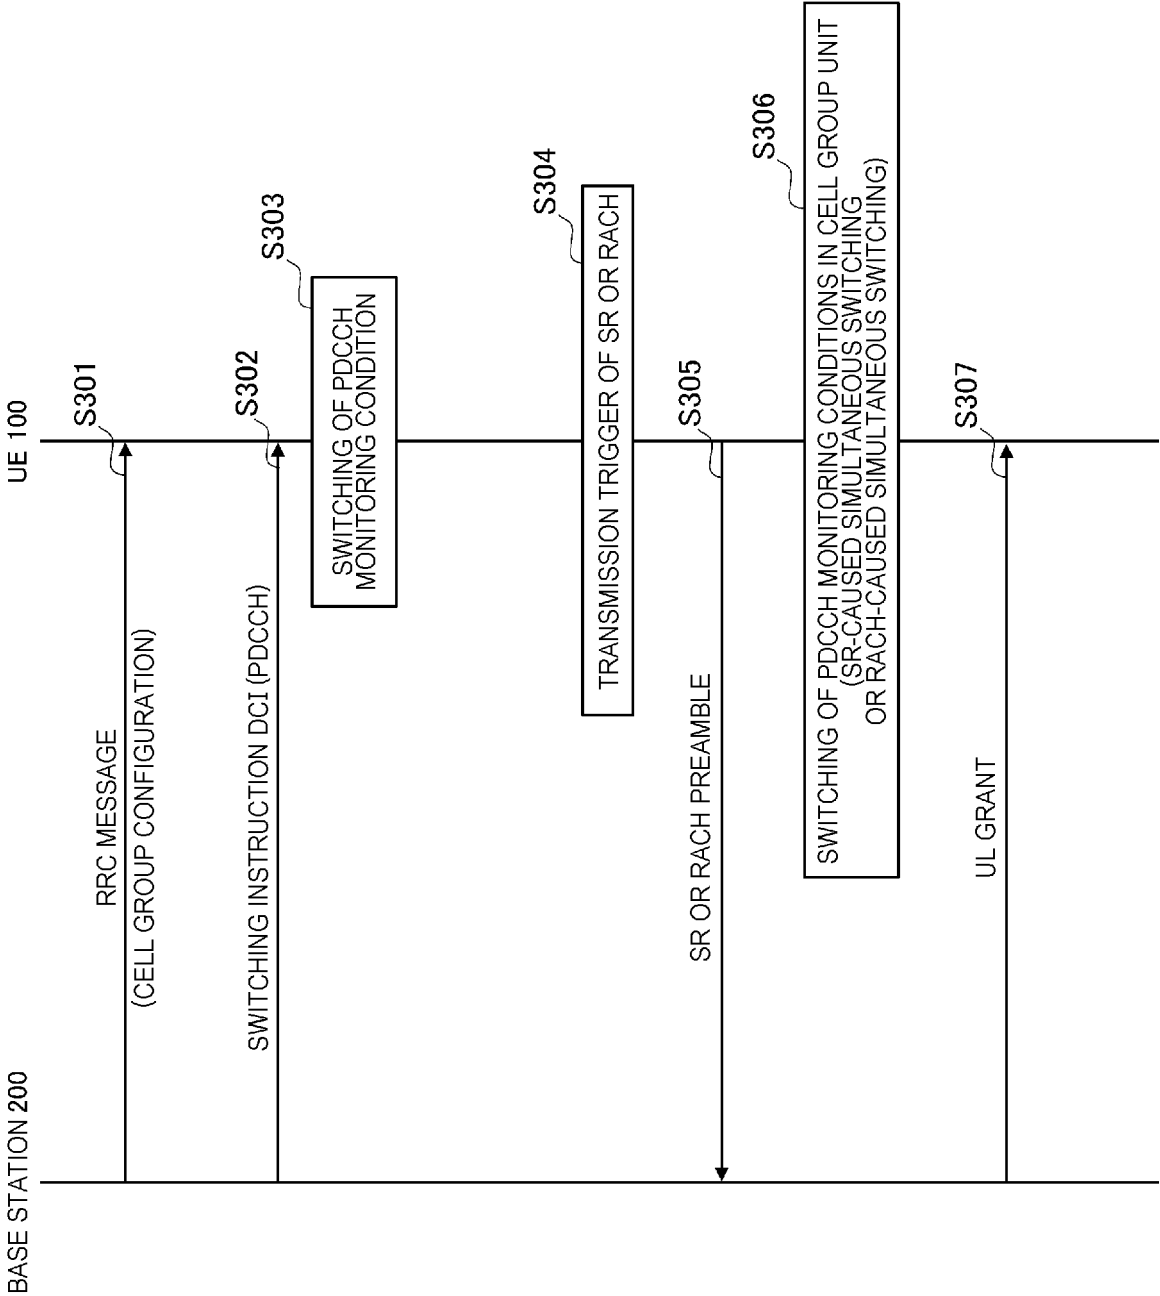 BASE STATION 200
UE 100
S301
RRC MESSAGE
(CELL GROUP CONFIGURATION)
S302
SWITCHING INSTRUCTION DCI (PDCCH)
S303
SWITCHING OF PDCCH
MONITORING CONDITION
S304
TRANSMISSION TRIGGER OF SR OR RACH
S305
SR OR RACH PREAMBLE
S306
SWITCHING OF PDCCH MONITORING CONDITIONS IN CELL GROUP UNIT
(SR-CAUSED SIMULTANEOUS SWITCHING
OR RACH-CAUSED SIMULTANEOUS SWITCHING)
S307
UL GRANT